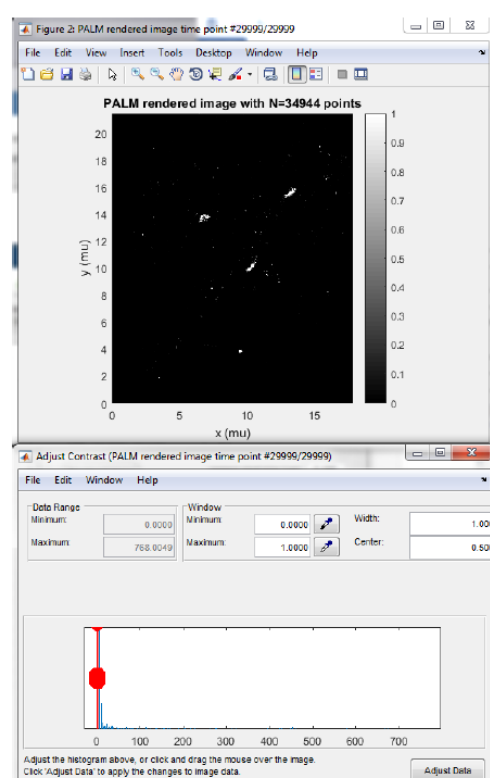 Figure 2: PALM rendered image time point #29999/29999
File Edit View Insert Tools Desktop Window Help
PALM rendered image with N=34944 points
20
18
16
14
12
10
8
6
4
2
0
y (mu)
0 5 10 15
x (mu)
1
0.9
0.8
0.7
0.6
0.5
0.4
0.3
0.2
0.1
0
Adjust Contrast (PALM rendered image time point #29999/29999)
File Edit Window Help
Data Range
Minimum: 0.0000
Maximum: 768.0049
Window
Minimum: 0.0000
Maximum: 1.0000
Width: 1.00
Center: 0.50
0 100 200 300 400 500 600 700
Adjust the histogram above, or click and drag the mouse over the image.
Click 'Adjust Data' to apply the changes to image data.
Adjust Data